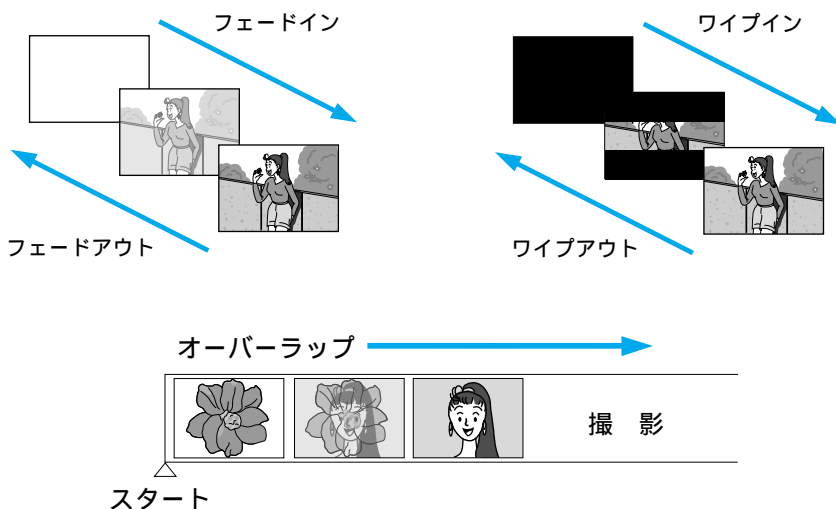 フェードイン
ワイプイン
フェードアウト
ワイプアウト
オーバーラップ
撮 影
スタート